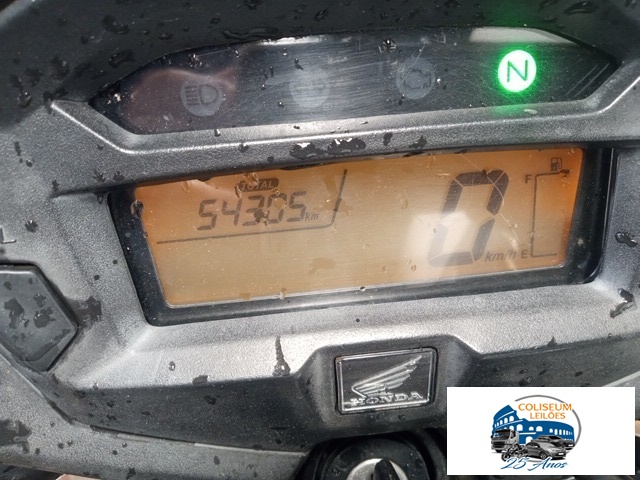 N
TOTAL
54305 km
0 km/h
F
E
L
HONDA
COLISEUM
LEILÕES
25 Anos